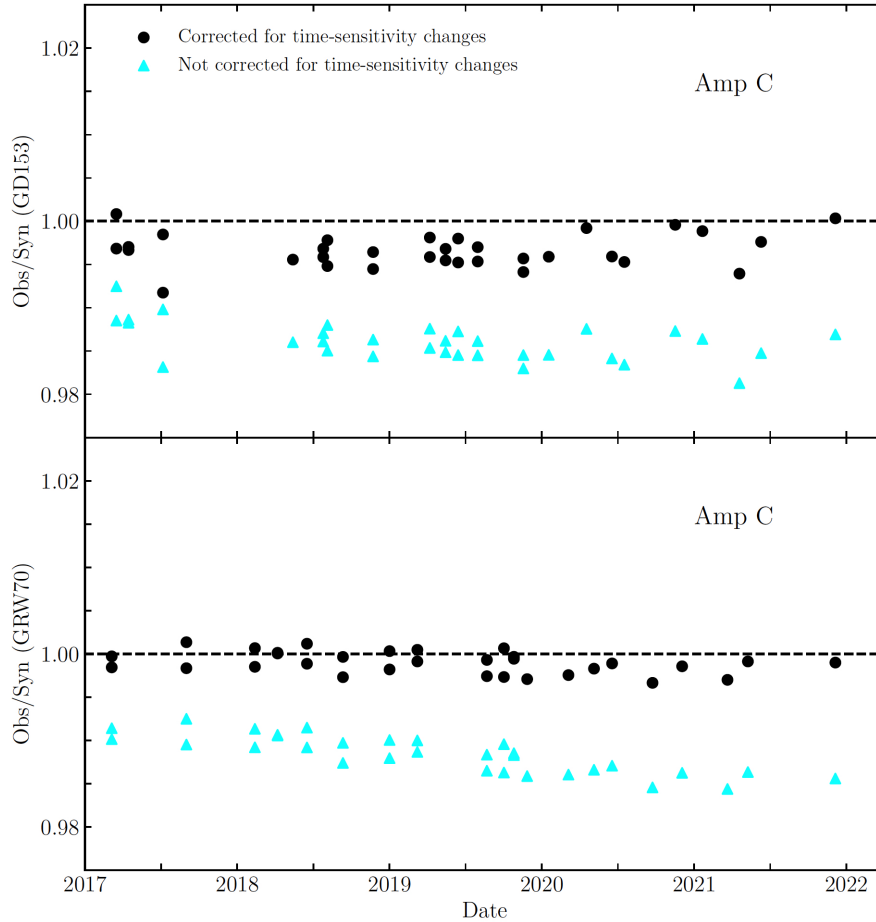 1.02
Corrected for time-sensitivity changes
Not corrected for time-sensitivity changes
Amp C
1.00
Obs/Syn (GD153)
0.98
1.02
Amp C
1.00
Obs/Syn (GRW70)
0.98
2017 2018 2019 2020 2021 2022
Date